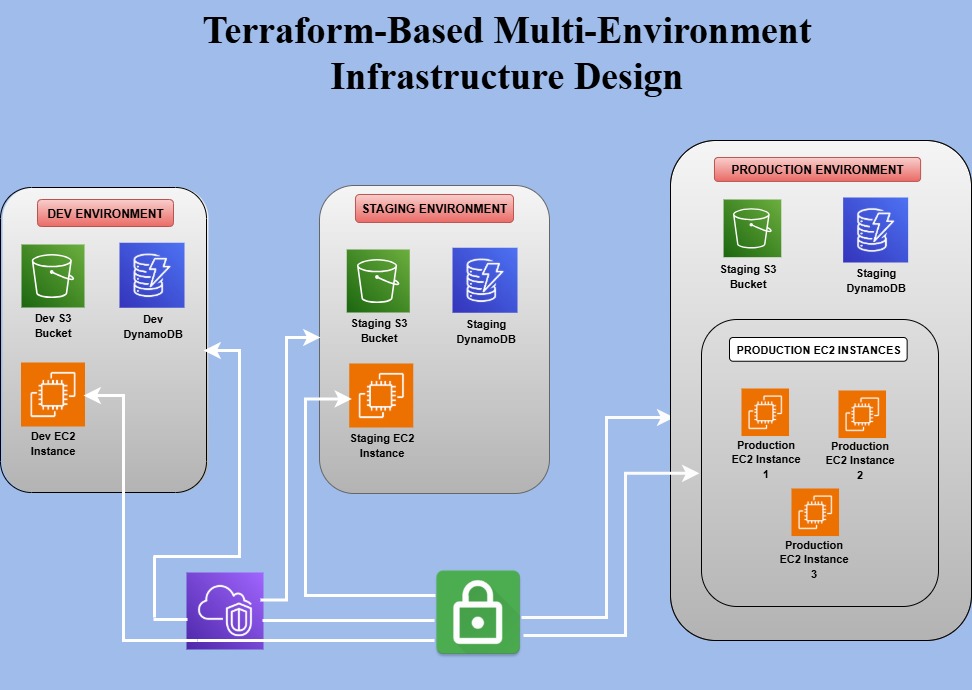 Terraform-Based Multi-Environment
Infrastructure Design
DEV ENVIRONMENT
Dev S3
Bucket
Dev
DynamoDB
Dev EC2
Instance
STAGING ENVIRONMENT
Staging S3
Bucket
Staging
DynamoDB
Staging EC2
Instance
PRODUCTION ENVIRONMENT
Staging S3
Bucket
Staging
DynamoDB
PRODUCTION EC2 INSTANCES
Production
EC2 Instance
1
Production
EC2 Instance
2
Production
EC2 Instance
3